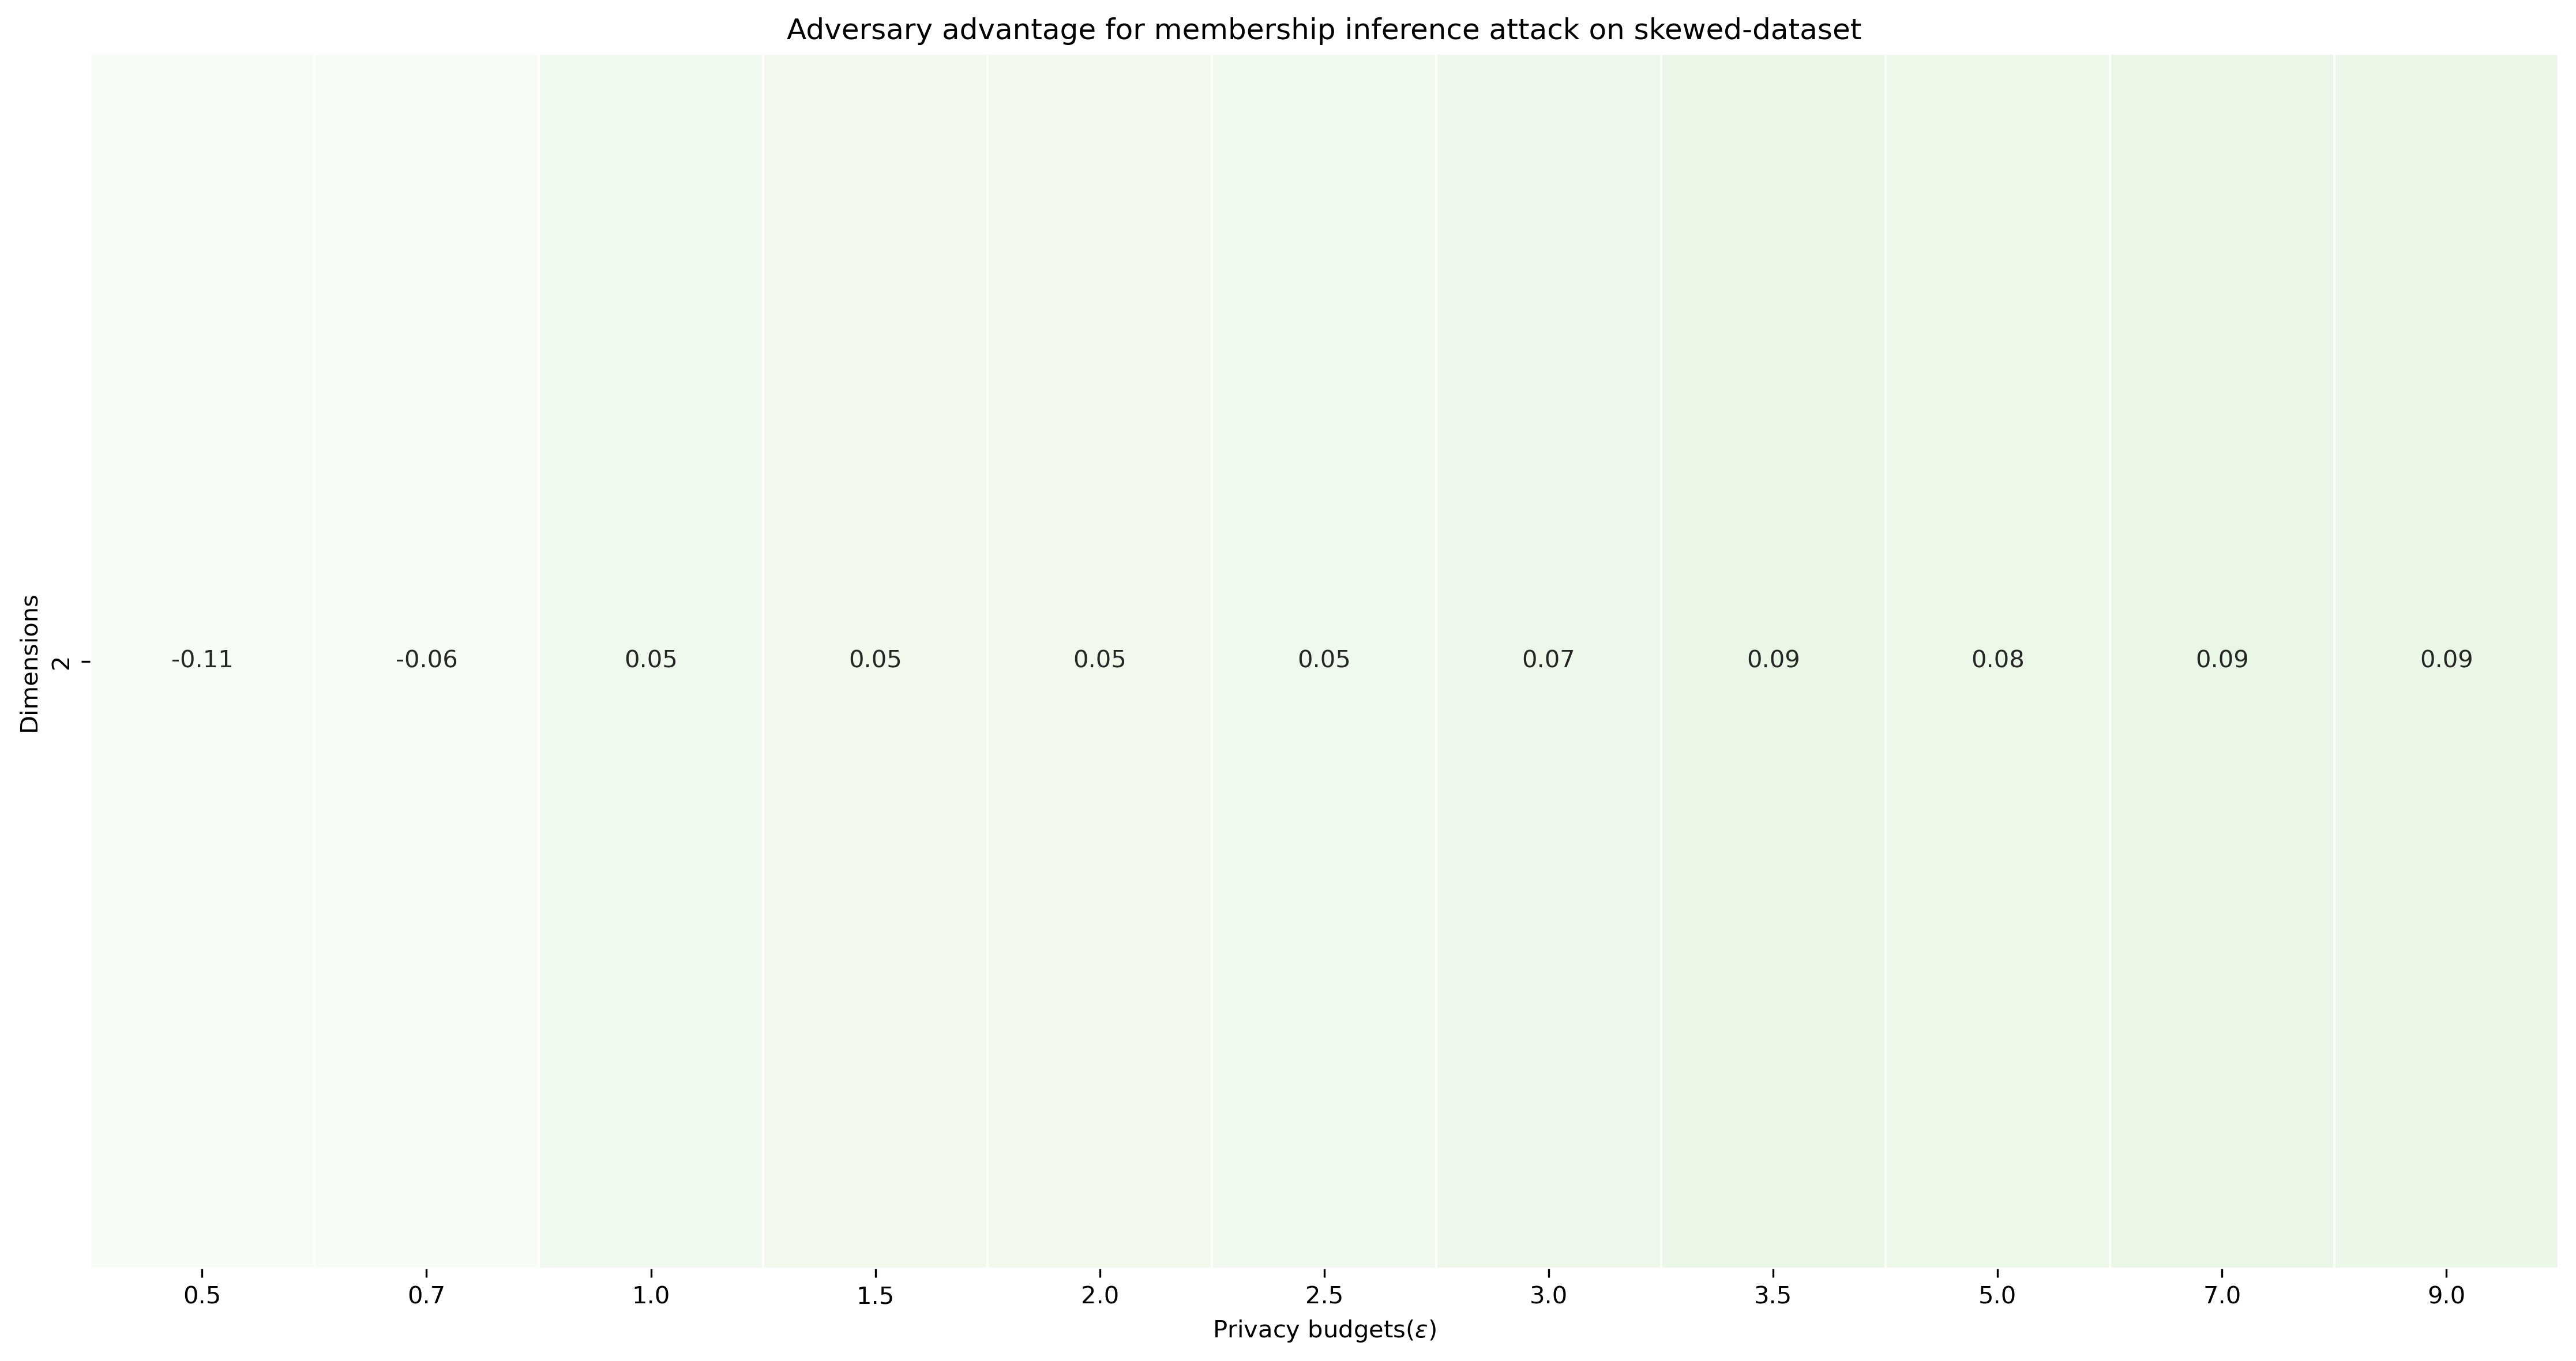 Adversary advantage for membership inference attack on skewed-dataset
Dimensions
2
-0.11 -0.06 0.05 0.05 0.05 0.05 0.07 0.09 0.08 0.09 0.09
0.5 0.7 1.0 1.5 2.0 2.5 3.0 3.5 5.0 7.0 9.0
Privacy budgets(ε)